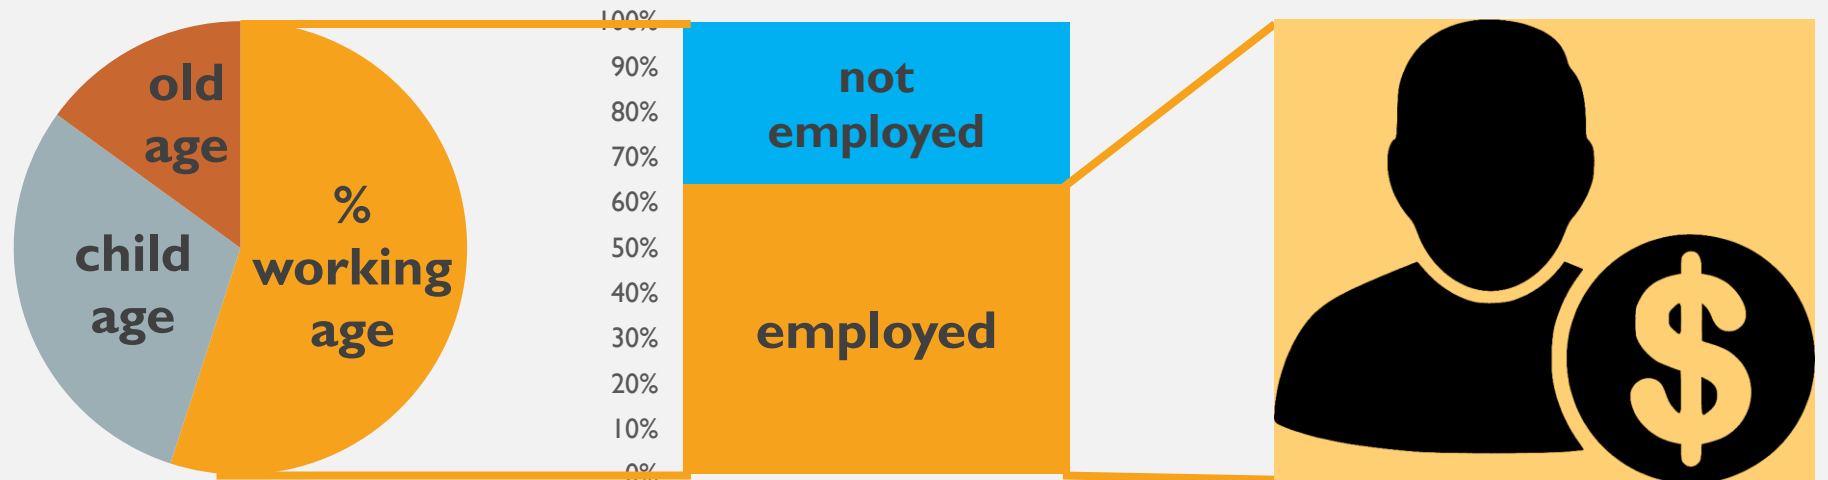 old
age
child
age
%
working
age
100%
90%
80%
70%
60%
50%
40%
30%
20%
10%
0%
not
employed
employed
$